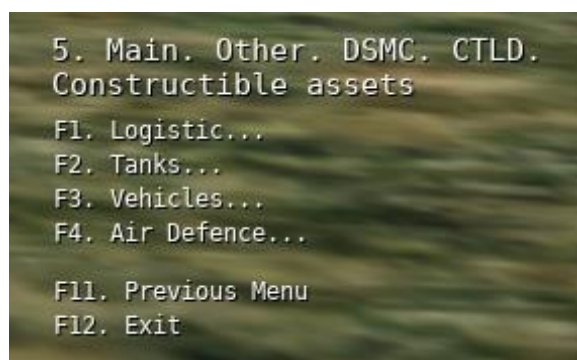 5. Main. Other. DSMC. CTLD.
Constructible assets
F1. Logistic...
F2. Tanks...
F3. Vehicles...
F4. Air Defence...
F11. Previous Menu
F12. Exit